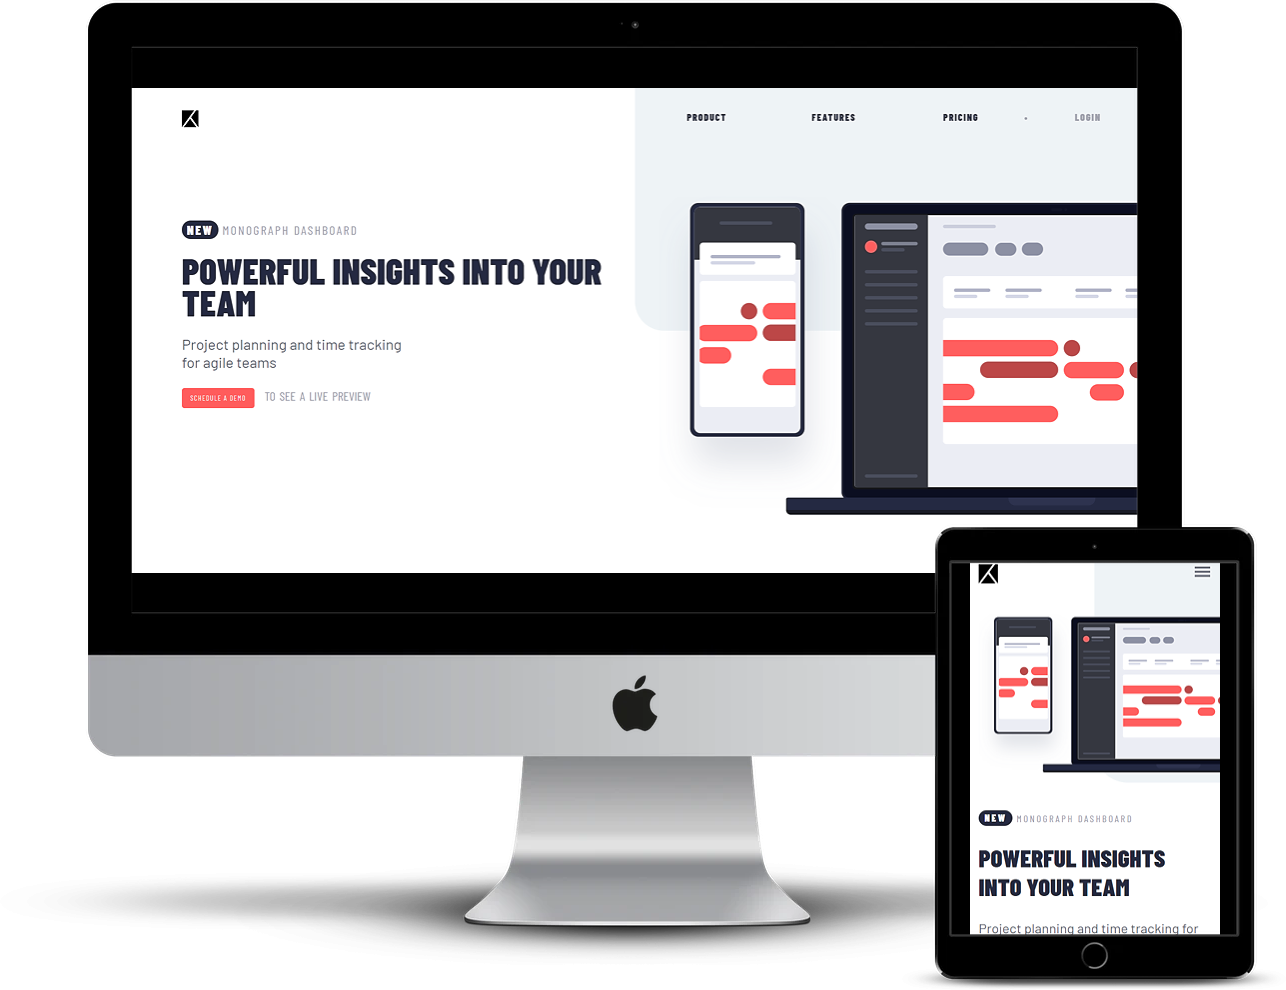 PRODUCT FEATURES PRICING • LOGIN
NEW MONOGRAPH DASHBOARD
POWERFUL INSIGHTS INTO YOUR
TEAM
Project planning and time tracking
for agile teams
SCHEDULE A DEMO TO SEE A LIVE PREVIEW
NEW MONOGRAPH DASHBOARD
POWERFUL INSIGHTS
INTO YOUR TEAM
Project planning and time tracking for